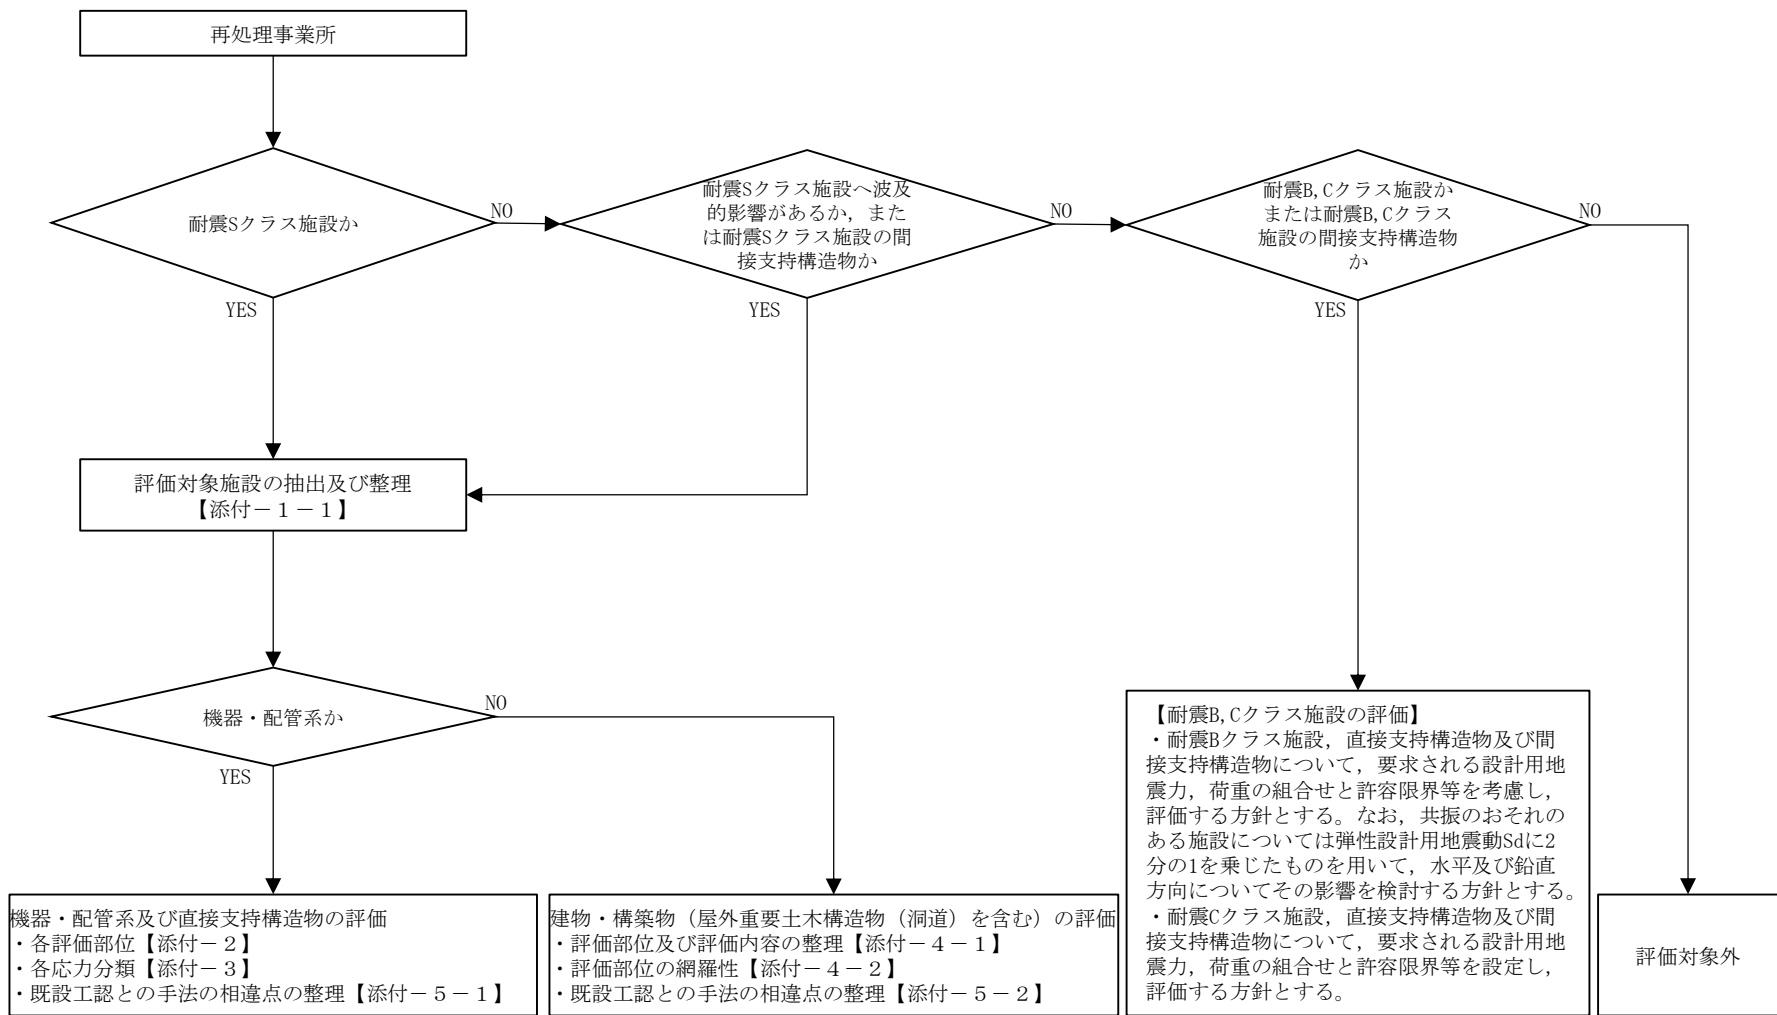 再処理事業所
耐震Sクラス施設か
NO
YES
耐震Sクラス施設へ波及
的影響があるか，また
は耐震Sクラス施設の間
接支持構造物か
NO
YES
耐震B,Cクラス施設か
または耐震B,Cクラス
施設の間接支持構造物
か
NO
YES
評価対象施設の抽出及び整理
【添付－１－１】
機器・配管系か
NO
YES
機器・配管系及び直接支持構造物の評価
・各評価部位【添付－２】
・各応力分類【添付－３】
・既設工認との手法の相違点の整理【添付－５－１】
建物・構築物（屋外重要土木構造物（洞道）を含む）の評価
・評価部位及び評価内容の整理【添付－４－１】
・評価部位の網羅性【添付－４－２】
・既設工認との手法の相違点の整理【添付－５－２】
【耐震B,Cクラス施設の評価】
・耐震Bクラス施設，直接支持構造物及び間
接支持構造物について，要求される設計用地
震力，荷重の組合せと許容限界等を考慮し，
評価する方針とする。なお，共振のおそれの
ある施設については弾性設計用地震動Sdに2
分の1を乗じたものを用いて，水平及び鉛直
方向についてその影響を検討する方針とする。
・耐震Cクラス施設，直接支持構造物及び間
接支持構造物について，要求される設計用地
震力，荷重の組合せと許容限界等を設定し，
評価する方針とする。
評価対象外